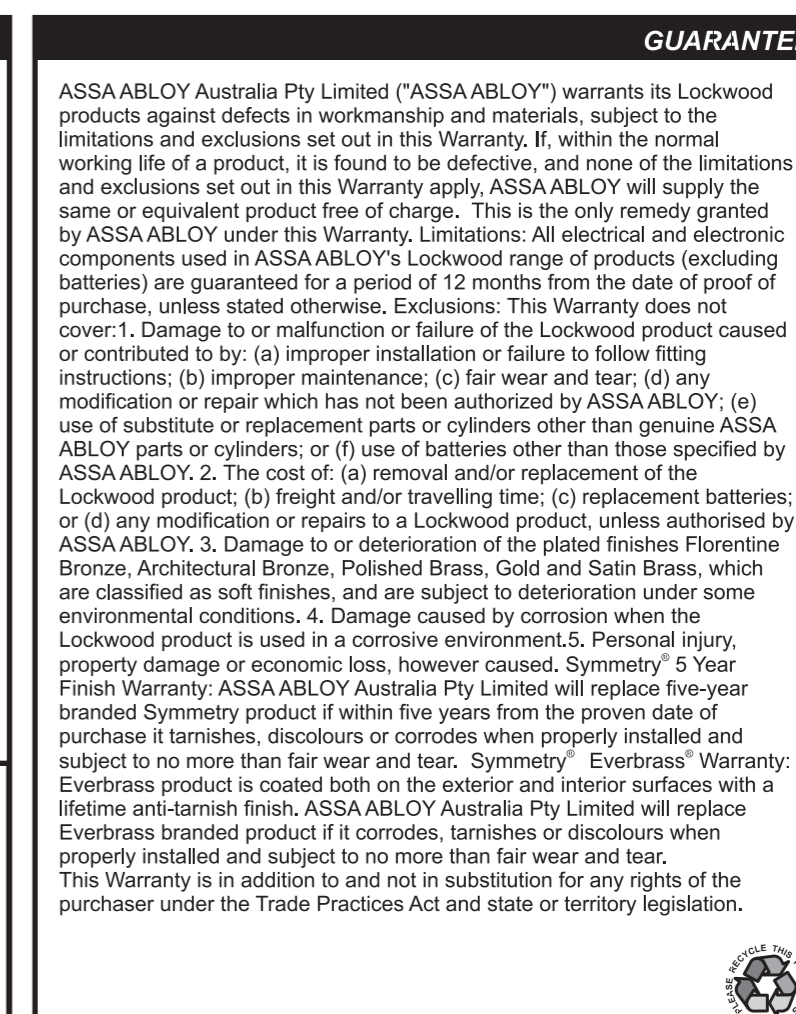 GUARANTE
ASSA ABLOY Australia Pty Limited ("ASSA ABLOY") warrants its Lockwood
products against defects in workmanship and materials, subject to the
limitations and exclusions set out in this Warranty. If, within the normal
working life of a product, it is found to be defective, and none of the limitations
and exclusions set out in this Warranty apply, ASSA ABLOY will supply the
same or equivalent product free of charge.  This is the only remedy granted
by ASSA ABLOY under this Warranty. Limitations: All electrical and electronic
components used in ASSA ABLOY's Lockwood range of products (excluding
batteries) are guaranteed for a period of 12 months from the date of proof of
purchase, unless stated otherwise. Exclusions: This Warranty does not
cover:1. Damage to or malfunction or failure of the Lockwood product caused
or contributed to by: (a) improper installation or failure to follow fitting
instructions; (b) improper maintenance; (c) fair wear and tear; (d) any
modification or repair which has not been authorized by ASSA ABLOY; (e)
use of substitute or replacement parts or cylinders other than genuine ASSA
ABLOY parts or cylinders; or (f) use of batteries other than those specified by
ASSA ABLOY. 2. The cost of: (a) removal and/or replacement of the
Lockwood product; (b) freight and/or travelling time; (c) replacement batteries;
or (d) any modification or repairs to a Lockwood product, unless authorised by
ASSA ABLOY. 3. Damage to or deterioration of the plated finishes Florentine
Bronze, Architectural Bronze, Polished Brass, Gold and Satin Brass, which
are classified as soft finishes, and are subject to deterioration under some
environmental conditions. 4. Damage caused by corrosion when the
Lockwood product is used in a corrosive environment.5. Personal injury,
property damage or economic loss, however caused. Symmetry® 5 Year
Finish Warranty: ASSA ABLOY Australia Pty Limited will replace five-year
branded Symmetry product if within five years from the proven date of
purchase it tarnishes, discolours or corrodes when properly installed and
subject to no more than fair wear and tear.  Symmetry®  Everbrass® Warranty:
Everbrass product is coated both on the exterior and interior surfaces with a
lifetime anti-tarnish finish. ASSA ABLOY Australia Pty Limited will replace
Everbrass branded product if it corrodes, tarnishes or discolours when
properly installed and subject to no more than fair wear and tear.
This Warranty is in addition to and not in substitution for any rights of the
purchaser under the Trade Practices Act and state or territory legislation.
PLEASE RECYCLE THIS